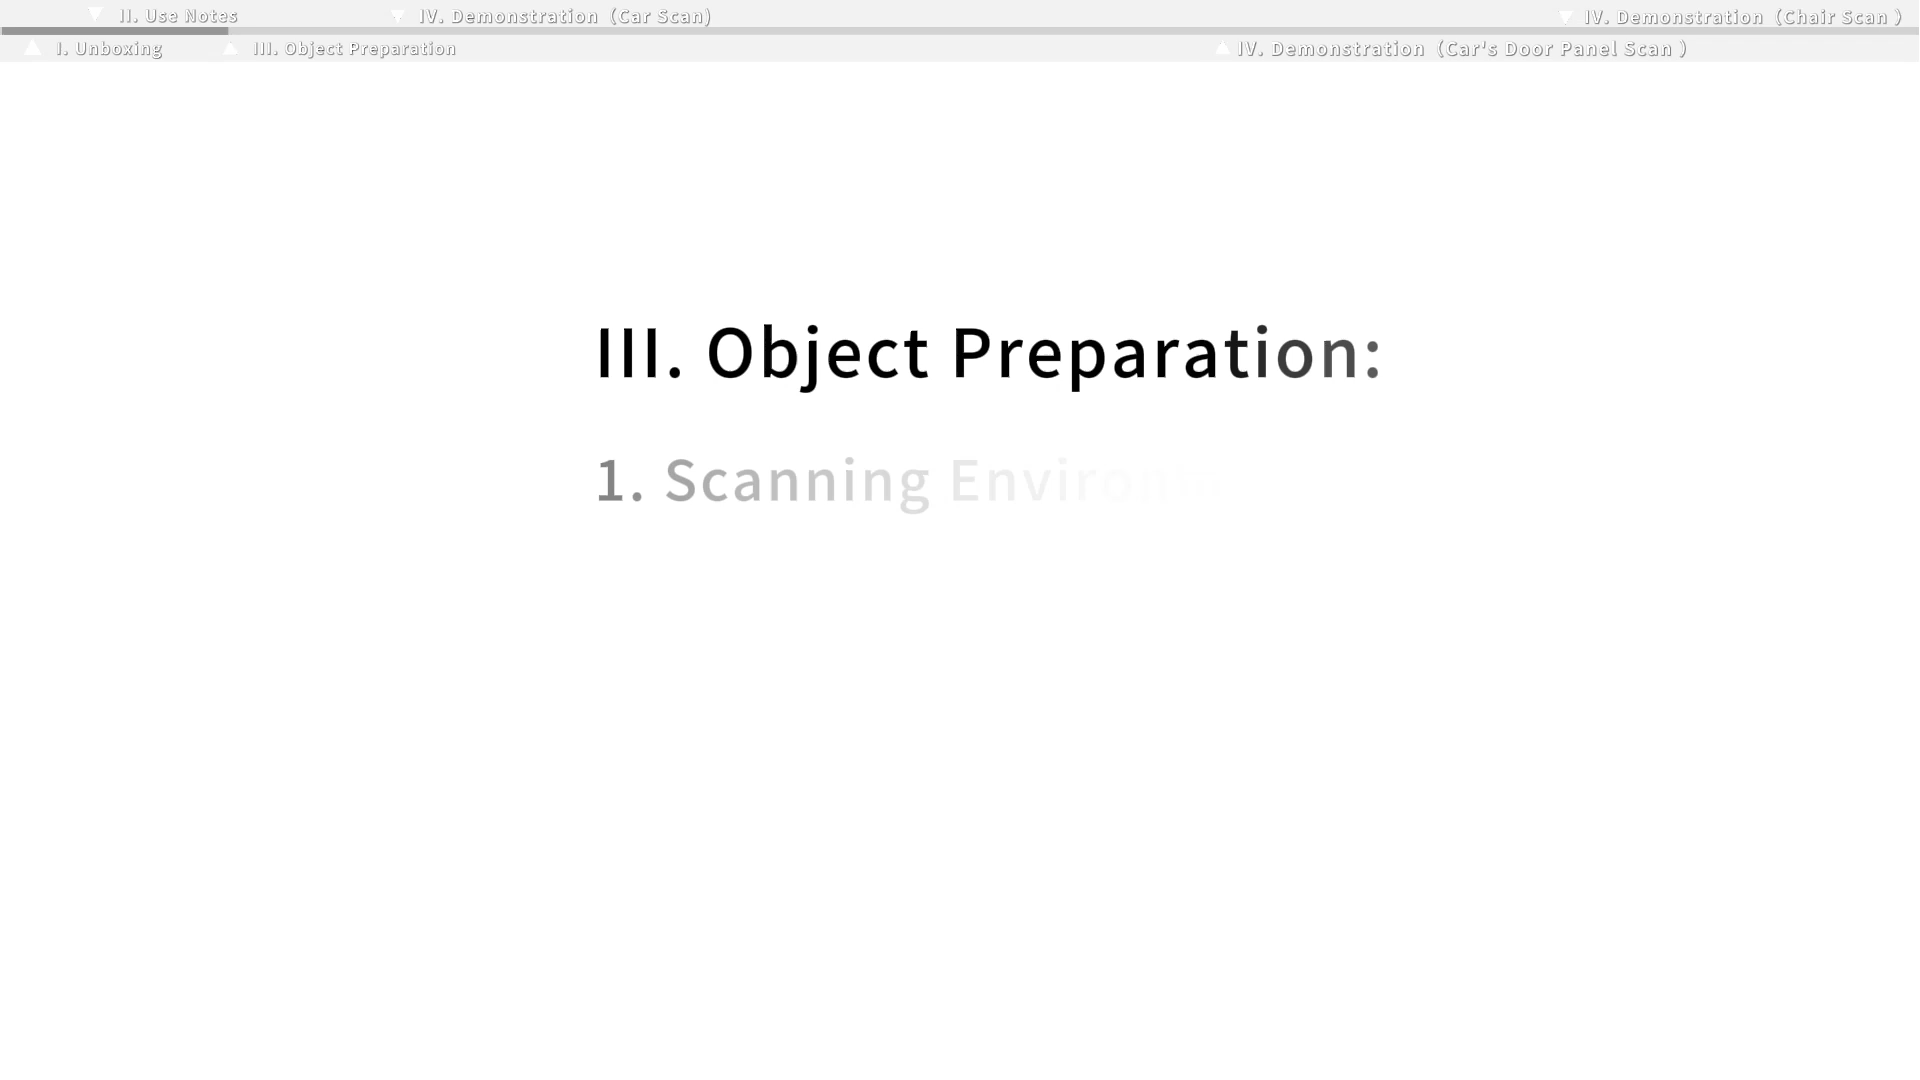 II. Use Notes
IV. Demonstration (Car Scan)
IV. Demonstration (Chair Scan )
I. Unboxing
III. Object Preparation
IV. Demonstration (Car's Door Panel Scan )
III. Object Preparation:
1. Scanning